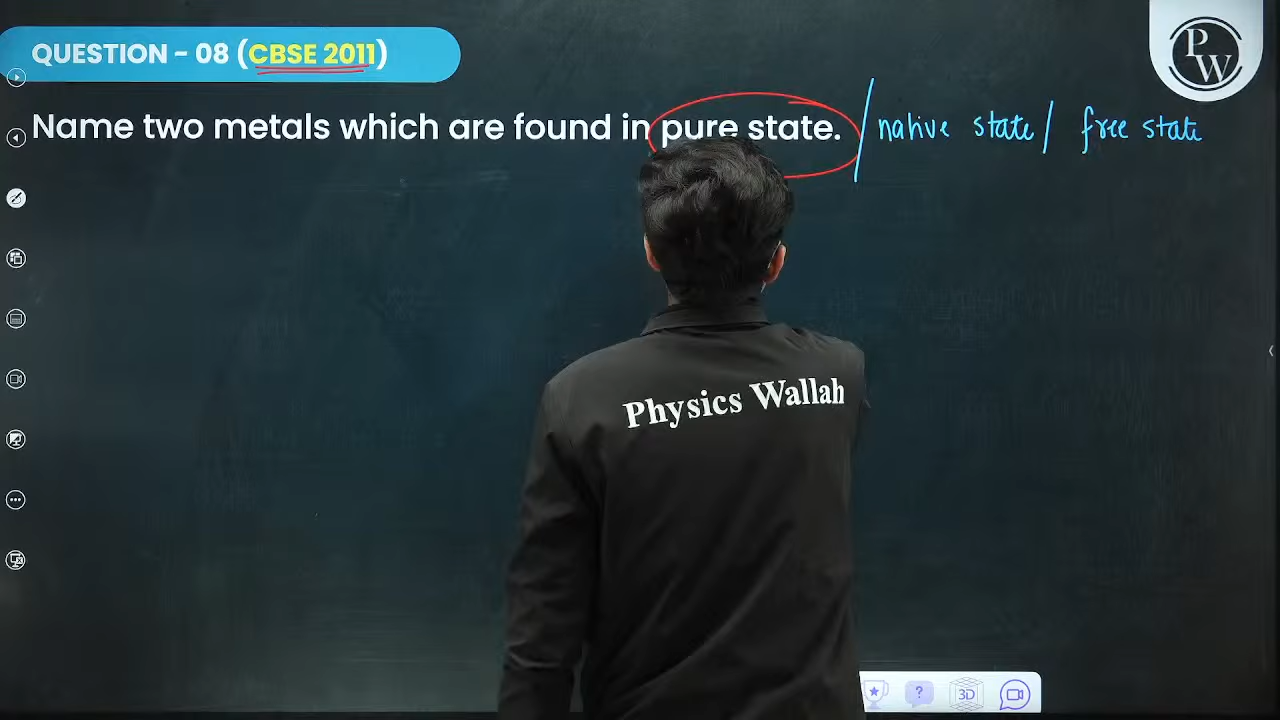 QUESTION - 08 (CBSE 2011)
PW
Name two metals which are found in pure state. / native state / free state
Physics Wallah
?
3D